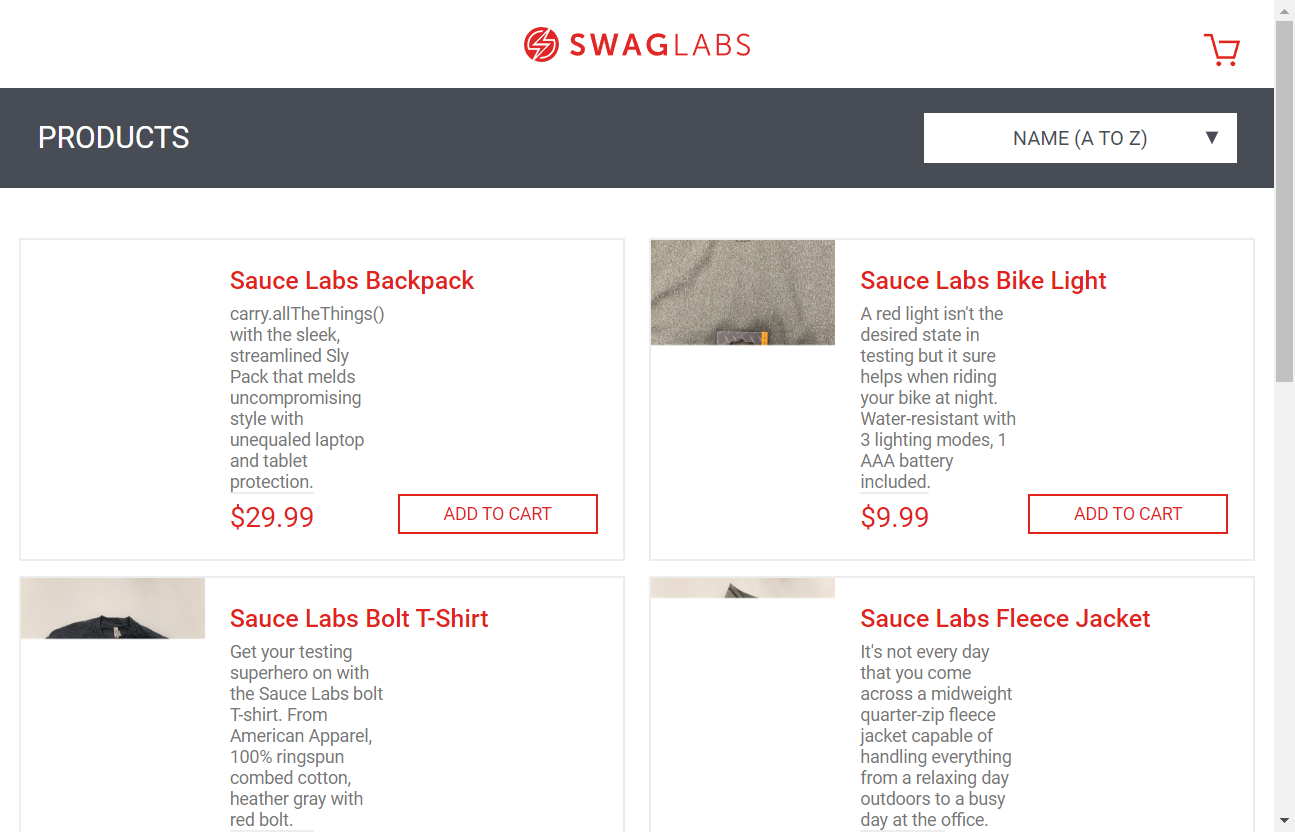 SWAGLABS
PRODUCTS
NAME (A TO Z)
Sauce Labs Backpack
carry.allTheThings()
with the sleek,
streamlined Sly
Pack that melds
uncompromising
style with
unequaled laptop
and tablet
protection.
$29.99
ADD TO CART
Sauce Labs Bike Light
A red light isn't the
desired state in
testing but it sure
helps when riding
your bike at night.
Water-resistant with
3 lighting modes, 1
AAA battery
included.
$9.99
ADD TO CART
Sauce Labs Bolt T-Shirt
Get your testing
superhero on with
the Sauce Labs bolt
T-shirt. From
American Apparel,
100% ringspun
combed cotton,
heather gray with
red bolt.
Sauce Labs Fleece Jacket
It's not every day
that you come
across a midweight
quarter-zip fleece
jacket capable of
handling everything
from a relaxing day
outdoors to a busy
day at the office.